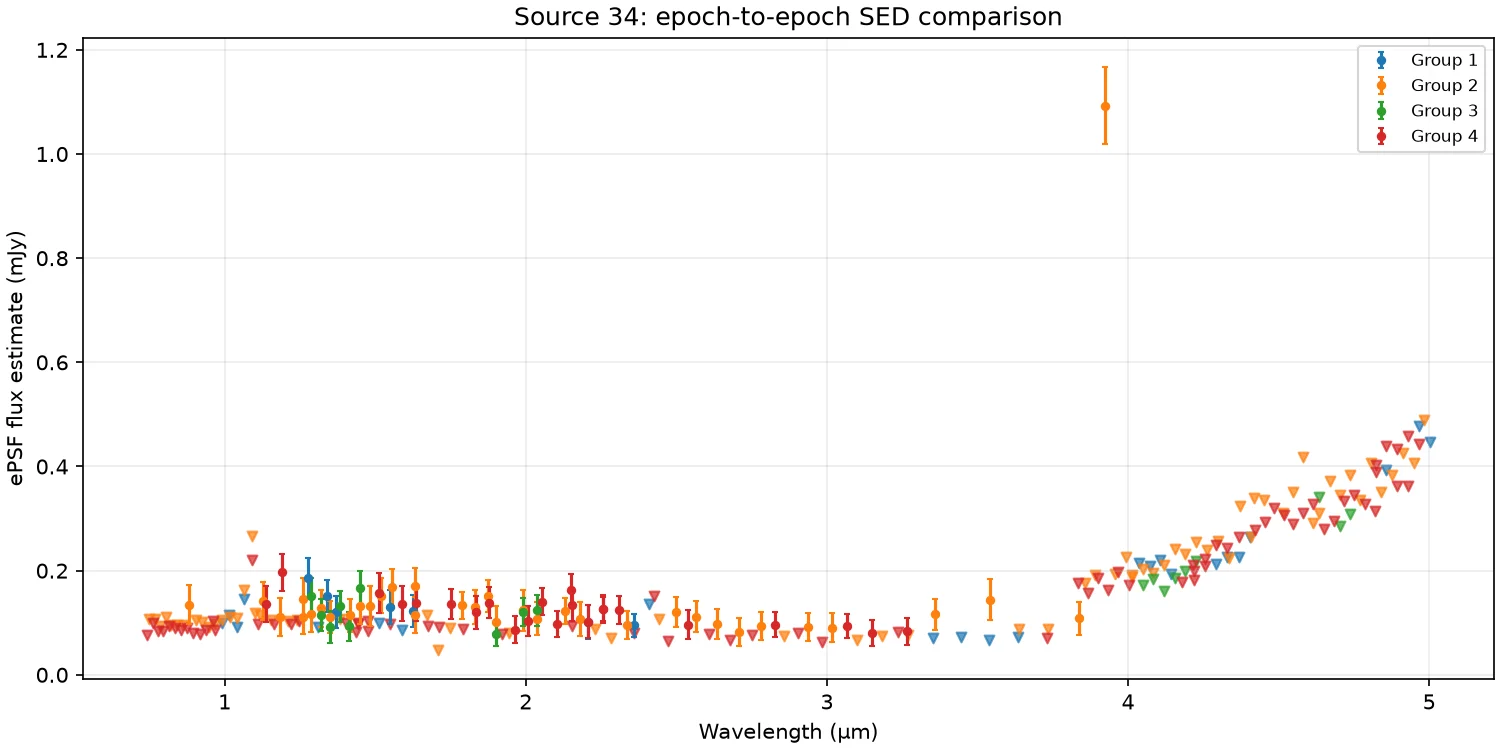 Source 34: epoch-to-epoch SED comparison
ePSF flux estimate (mJy)
1.2
1.0
0.8
0.6
0.4
0.2
0.0
Group 1
Group 2
Group 3
Group 4
1 2 3 4 5
Wavelength (μm)